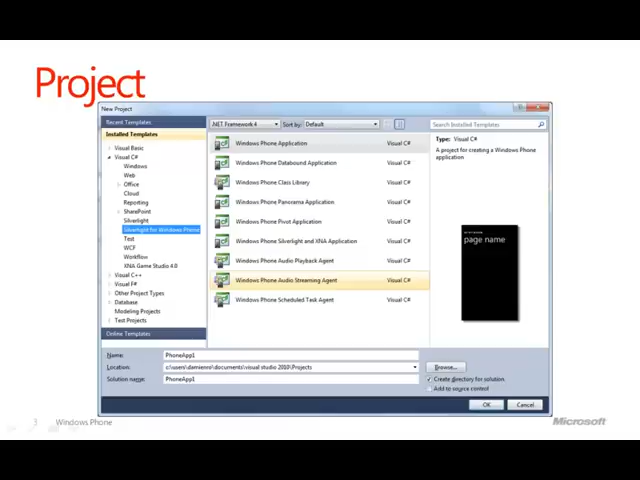 Project
New Project
Recent Templates
Installed Templates
Visual Basic
Visual C#
Windows
Web
Office
Cloud
Reporting
SharePoint
Silverlight
Silverlight for Windows Phone
Test
WCF
Workflow
XNA Game Studio 4.0
Visual C++
Visual F#
Other Project Types
Database
Modeling Projects
Test Projects
Online Templates
.NET Framework 4 Sort by: Default
Windows Phone Application Visual C#
Windows Phone Databound Application Visual C#
Windows Phone Class Library Visual C#
Windows Phone Panorama Application Visual C#
Windows Phone Pivot Application Visual C#
Windows Phone Silverlight and XNA Application Visual C#
Windows Phone Audio Playback Agent Visual C#
Windows Phone Audio Streaming Agent Visual C#
Windows Phone Scheduled Task Agent Visual C#
Search Installed Templates
Type: Visual C#
A project for creating a Windows Phone
application
page name
Name: PhoneApp1
Location: c:\users\damienro\documents\visual studio 2010\Projects Browse...
Solution name: PhoneApp1
Create directory for solution
Add to source control
OK Cancel
3 Windows Phone
Microsoft